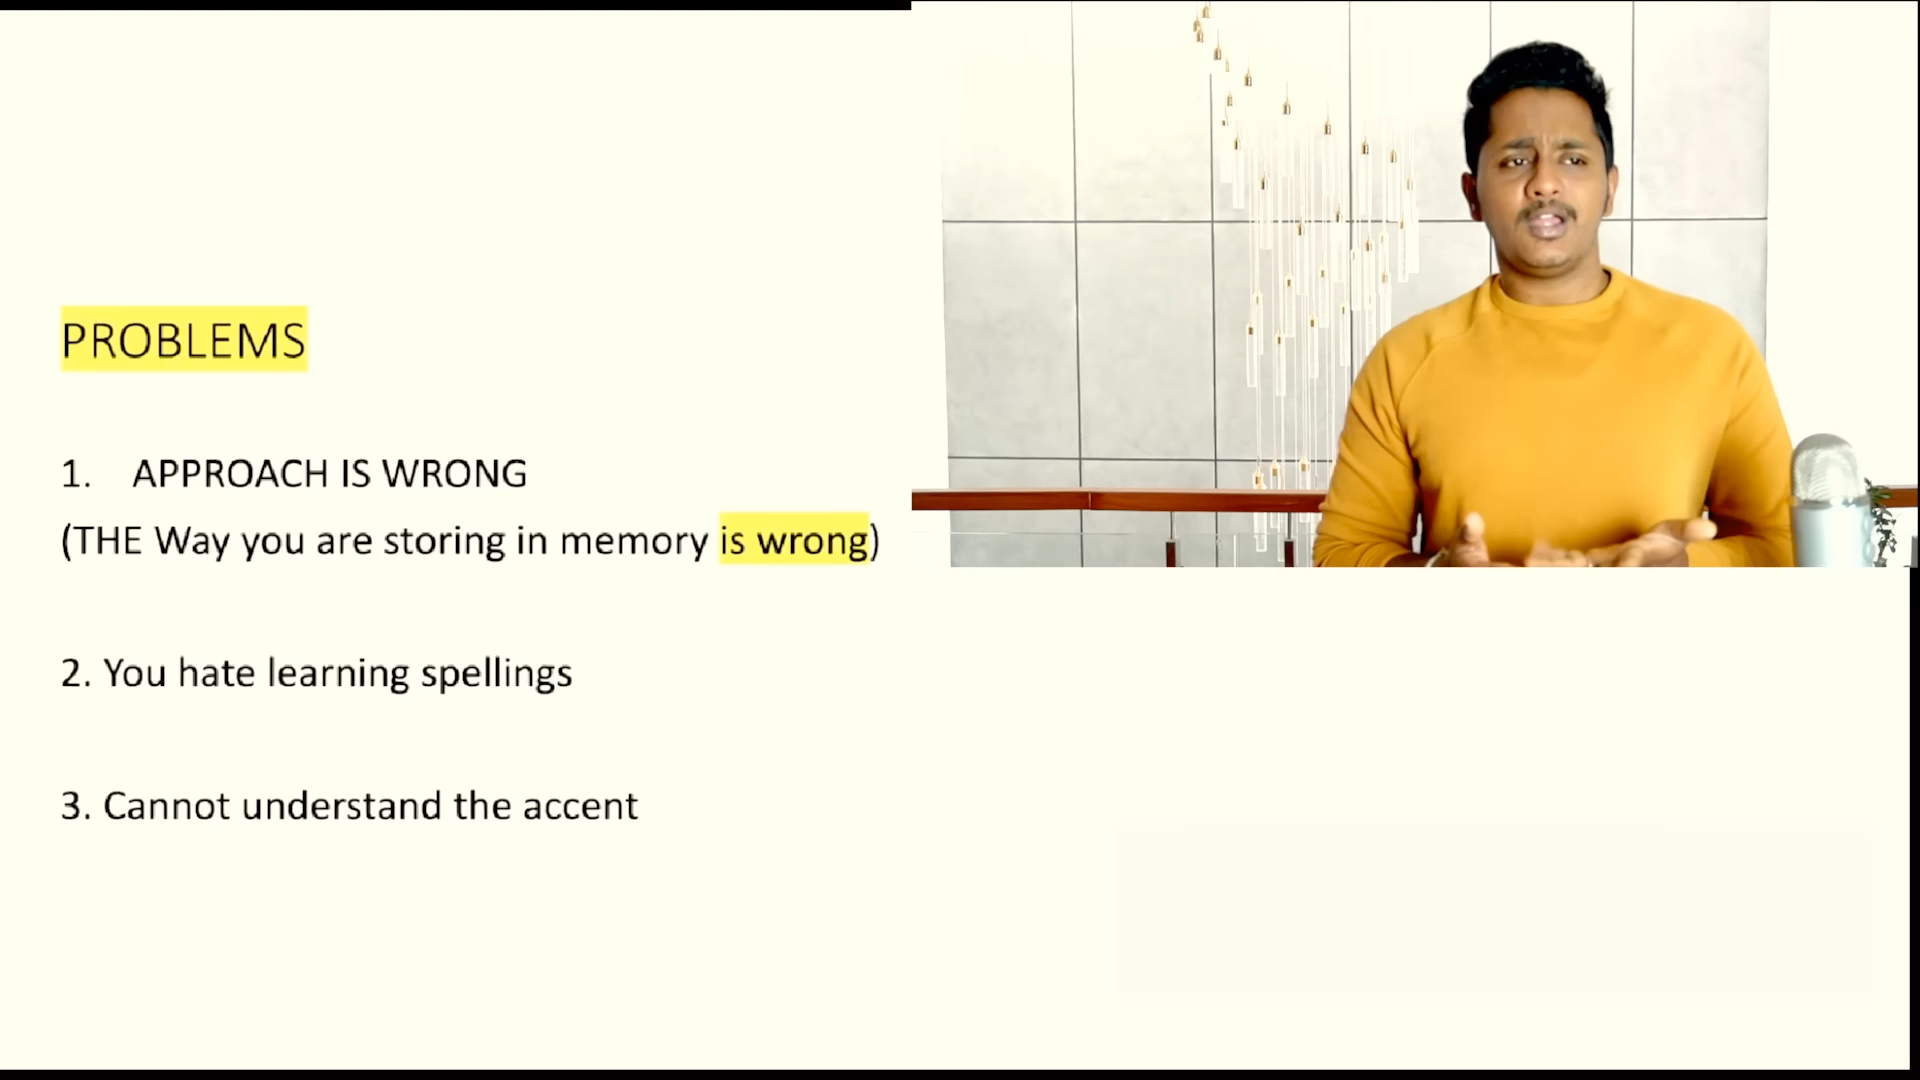 PROBLEMS
1. APPROACH IS WRONG
(THE Way you are storing in memory is wrong)
2. You hate learning spellings
3. Cannot understand the accent